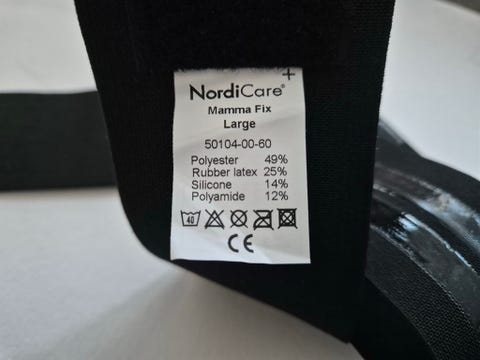 NordiCare®
Mamma Fix
Large
50104-00-60
Polyester 49%
Rubber latex 25%
Silicone 14%
Polyamide 12%
40
CE